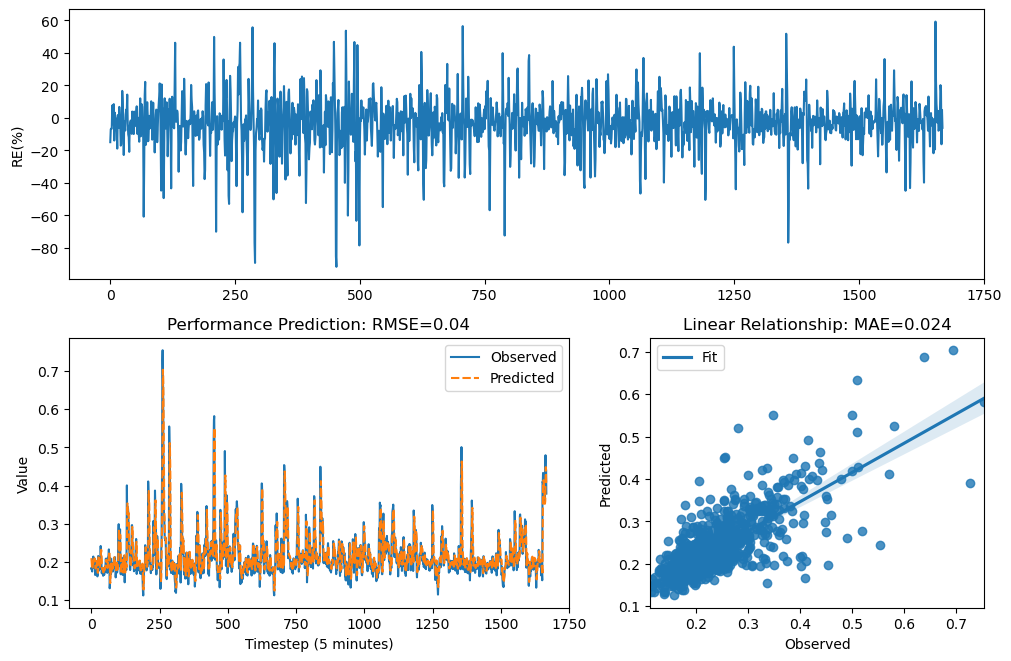 60
40
20
0
−20
−40
−60
−80
RE(%)
0 250 500 750 1000 1250 1500 1750
Performance Prediction: RMSE=0.04
Observed
Predicted
0.7
0.6
0.5
0.4
0.3
0.2
0.1
Value
0 250 500 750 1000 1250 1500 1750
Timestep (5 minutes)
Linear Relationship: MAE=0.024
Fit
0.7
0.6
0.5
0.4
0.3
0.2
0.1
Predicted
0.2 0.3 0.4 0.5 0.6 0.7
Observed